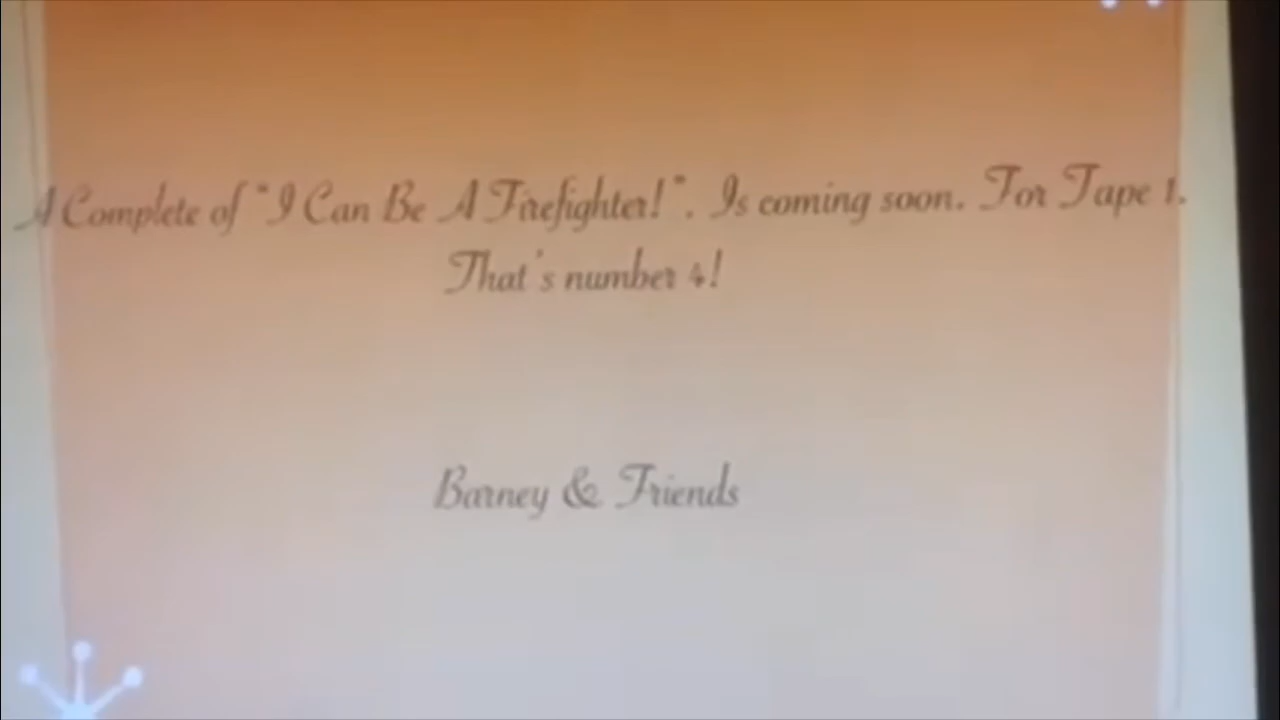 A Complete of "I Can Be A Firefighter!". Is coming soon. For Tape 1.
That's number 4!
Barney & Friends